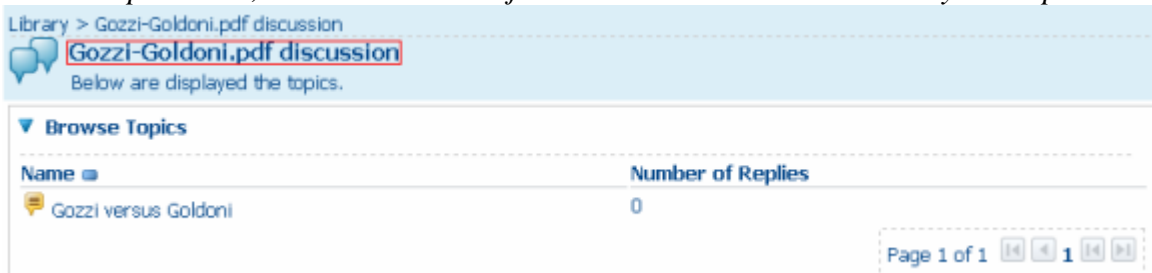 Library > Gozzi-Goldoni.pdf discussion
Gozzi-Goldoni.pdf discussion
Below are displayed the topics.
Browse Topics
Name Number of Replies
Gozzi versus Goldoni 0
Page 1 of 1 1